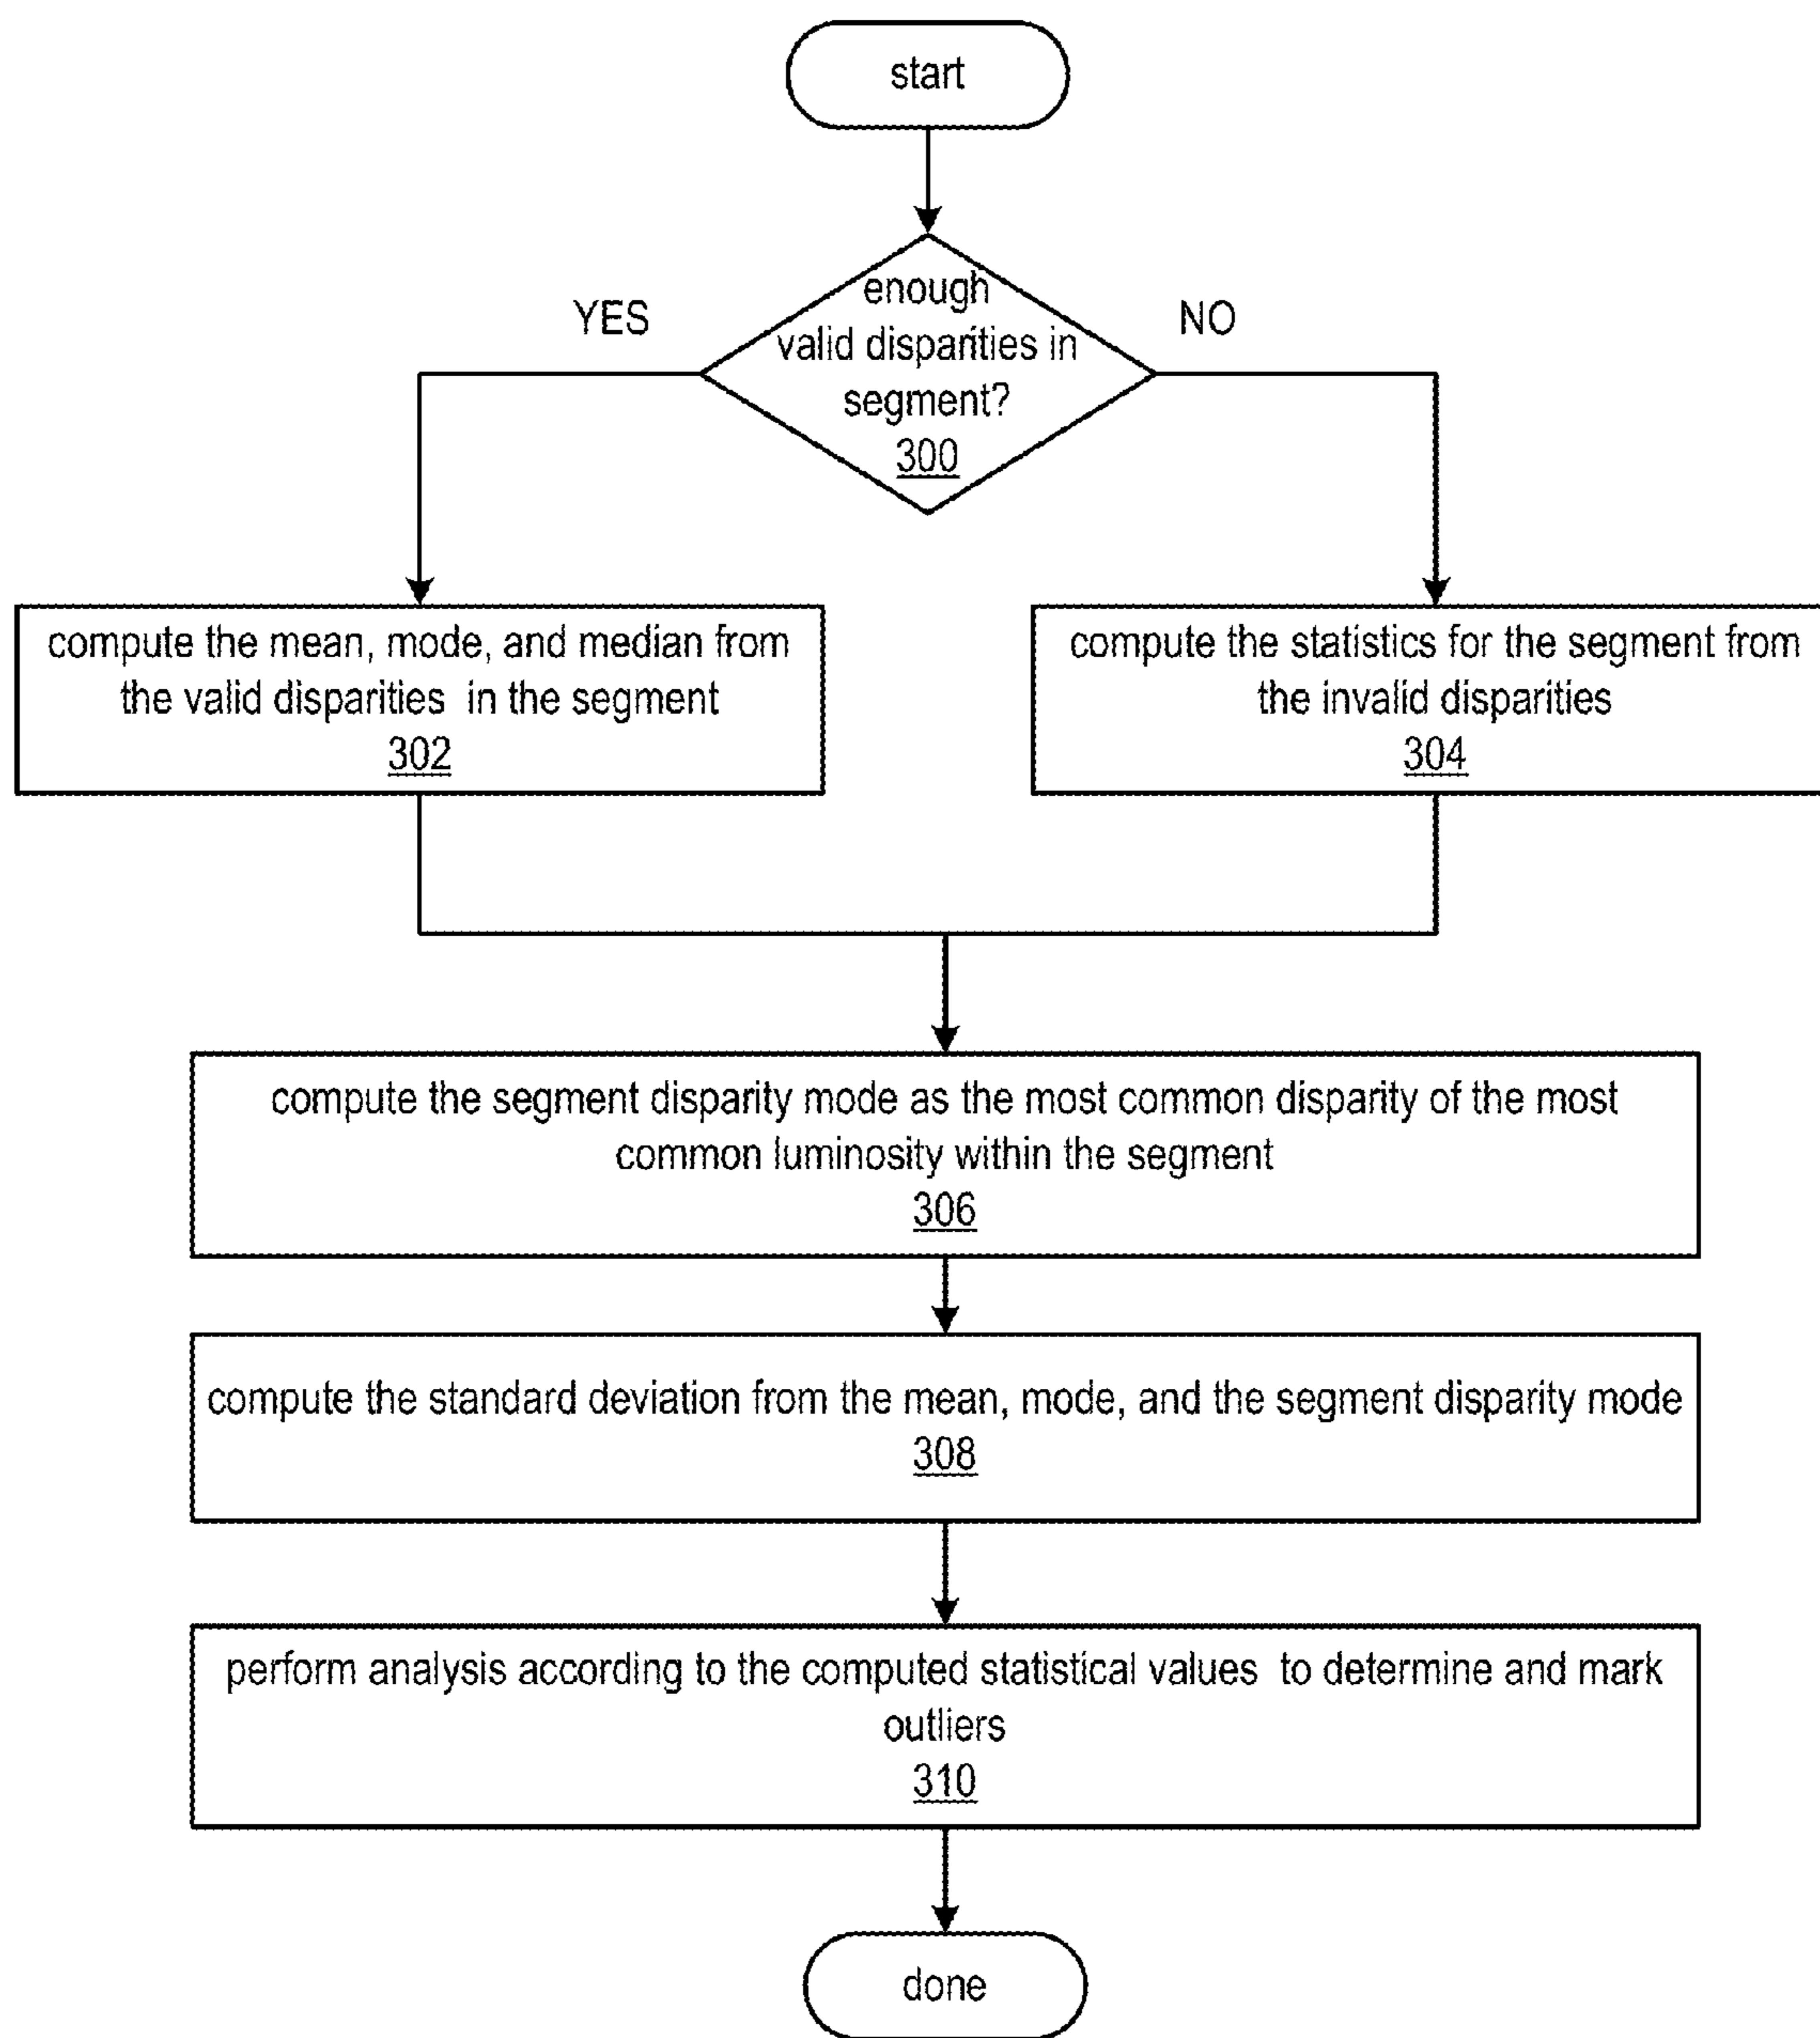 start
enough
valid disparities in
segment?
300
YES
NO
compute the mean, mode, and median from
the valid disparities in the segment
302
compute the statistics for the segment from
the invalid disparities
304
compute the segment disparity mode as the most common disparity of the most
common luminosity within the segment
306
compute the standard deviation from the mean, mode, and the segment disparity mode
308
perform analysis according to the computed statistical values to determine and mark
outliers
310
done